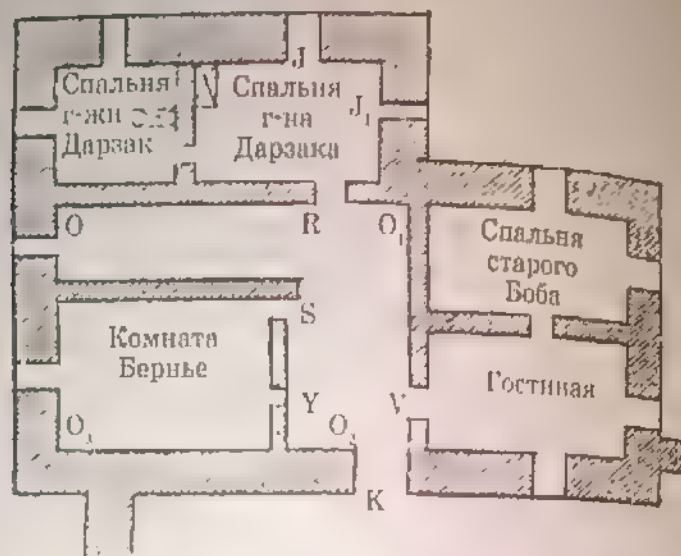 Спальня
г-жи
Дарзак
J
Спальня
г-на
Дарзака
J₁
O
R
O₁
Спальня
старого
Боба
S
Комната
Бернье
Гостиная
Y
V
O₃
O₂
K